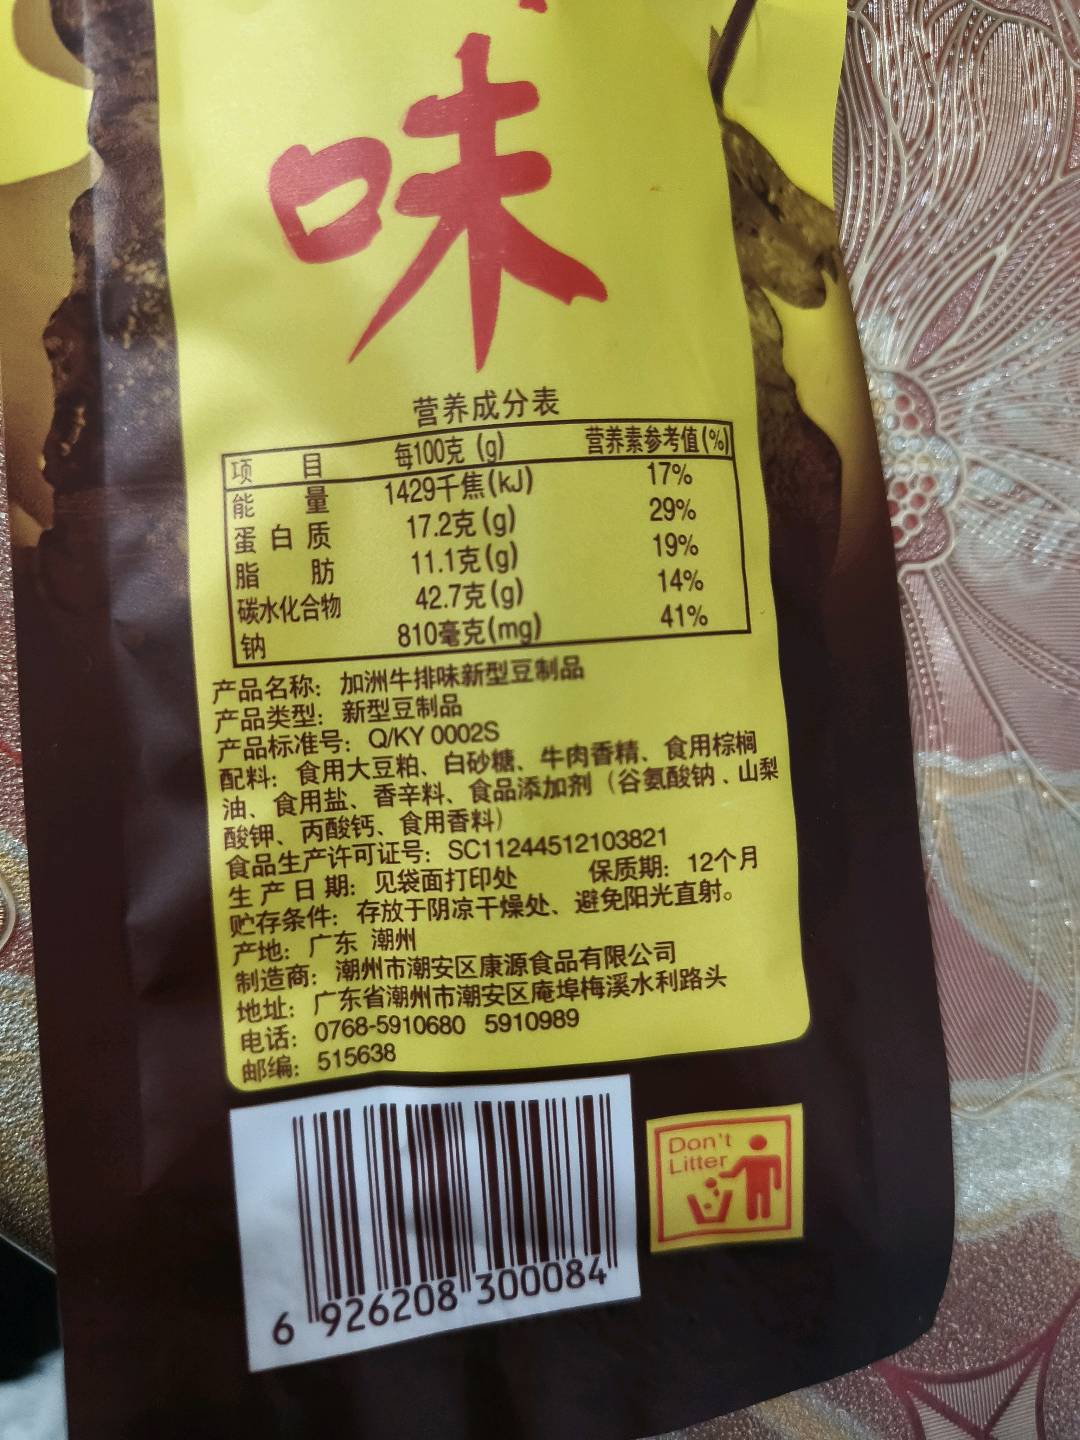 味
营养成分表
项目 每100克(g) 营养素参考值(%)
能量 1429千焦(kJ) 17%
蛋白质 17.2克(g) 29%
脂肪 11.1克(g) 19%
碳水化合物 42.7克(g) 14%
钠 810毫克(mg) 41%
产品名称：加洲牛排味新型豆制品
产品类型：新型豆制品
产品标准号：Q/KY 0002S
配料：食用大豆粕、白砂糖、牛肉香精、食用棕榈
油、食用盐、香辛料、食品添加剂（谷氨酸钠、山梨
酸钾、丙酸钙、食用香料）
食品生产许可证号：SC11244512103821
生产日期：见袋面打印处 保质期：12个月
贮存条件：存放于阴凉干燥处、避免阳光直射。
产地：广东 潮州
制造商：潮州市潮安区康源食品有限公司
地址：广东省潮州市潮安区庵埠梅溪水利路头
电话：0768-5910680 5910989
邮编：515638
6 926208 300084
Don't
Litter